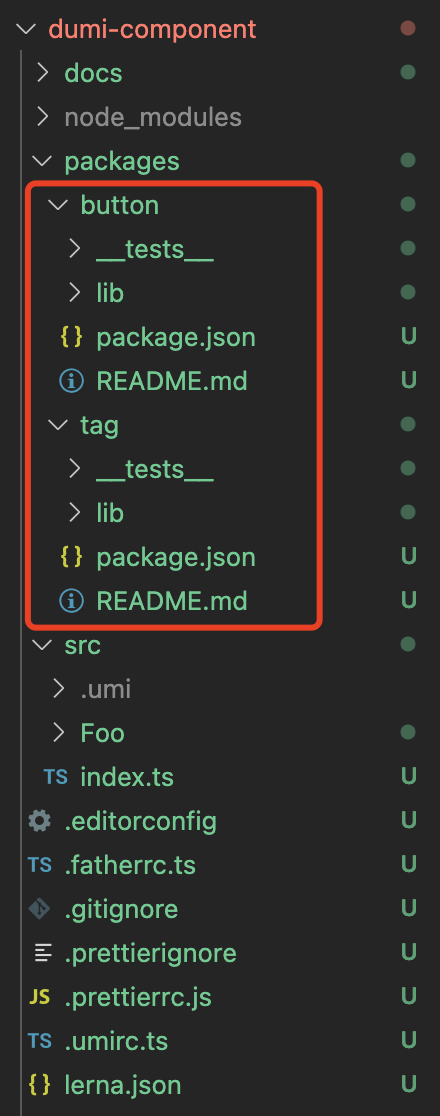 dumi-component
docs
node_modules
packages
button
__tests__
lib
{} package.json U
README.md U
tag
__tests__
lib
{} package.json U
README.md U
src
.umi
Foo
TS index.ts U
.editorconfig U
TS .fatherrc.ts U
.gitignore U
.prettierignore U
JS .prettierrc.js U
TS .umirc.ts U
{} lerna.json U